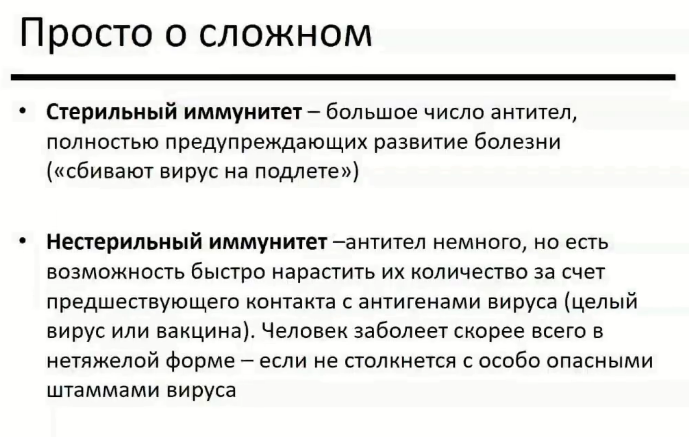 Просто о сложном
• Стерильный иммунитет – большое число антител,
полностью предупреждающих развитие болезни
(«сбивают вирус на подлете»)
• Нестерильный иммунитет –антител немного, но есть
возможность быстро нарастить их количество за счет
предшествующего контакта с антигенами вируса (целый
вирус или вакцина). Человек заболеет скорее всего в
нетяжелой форме – если не столкнется с особо опасными
штаммами вируса